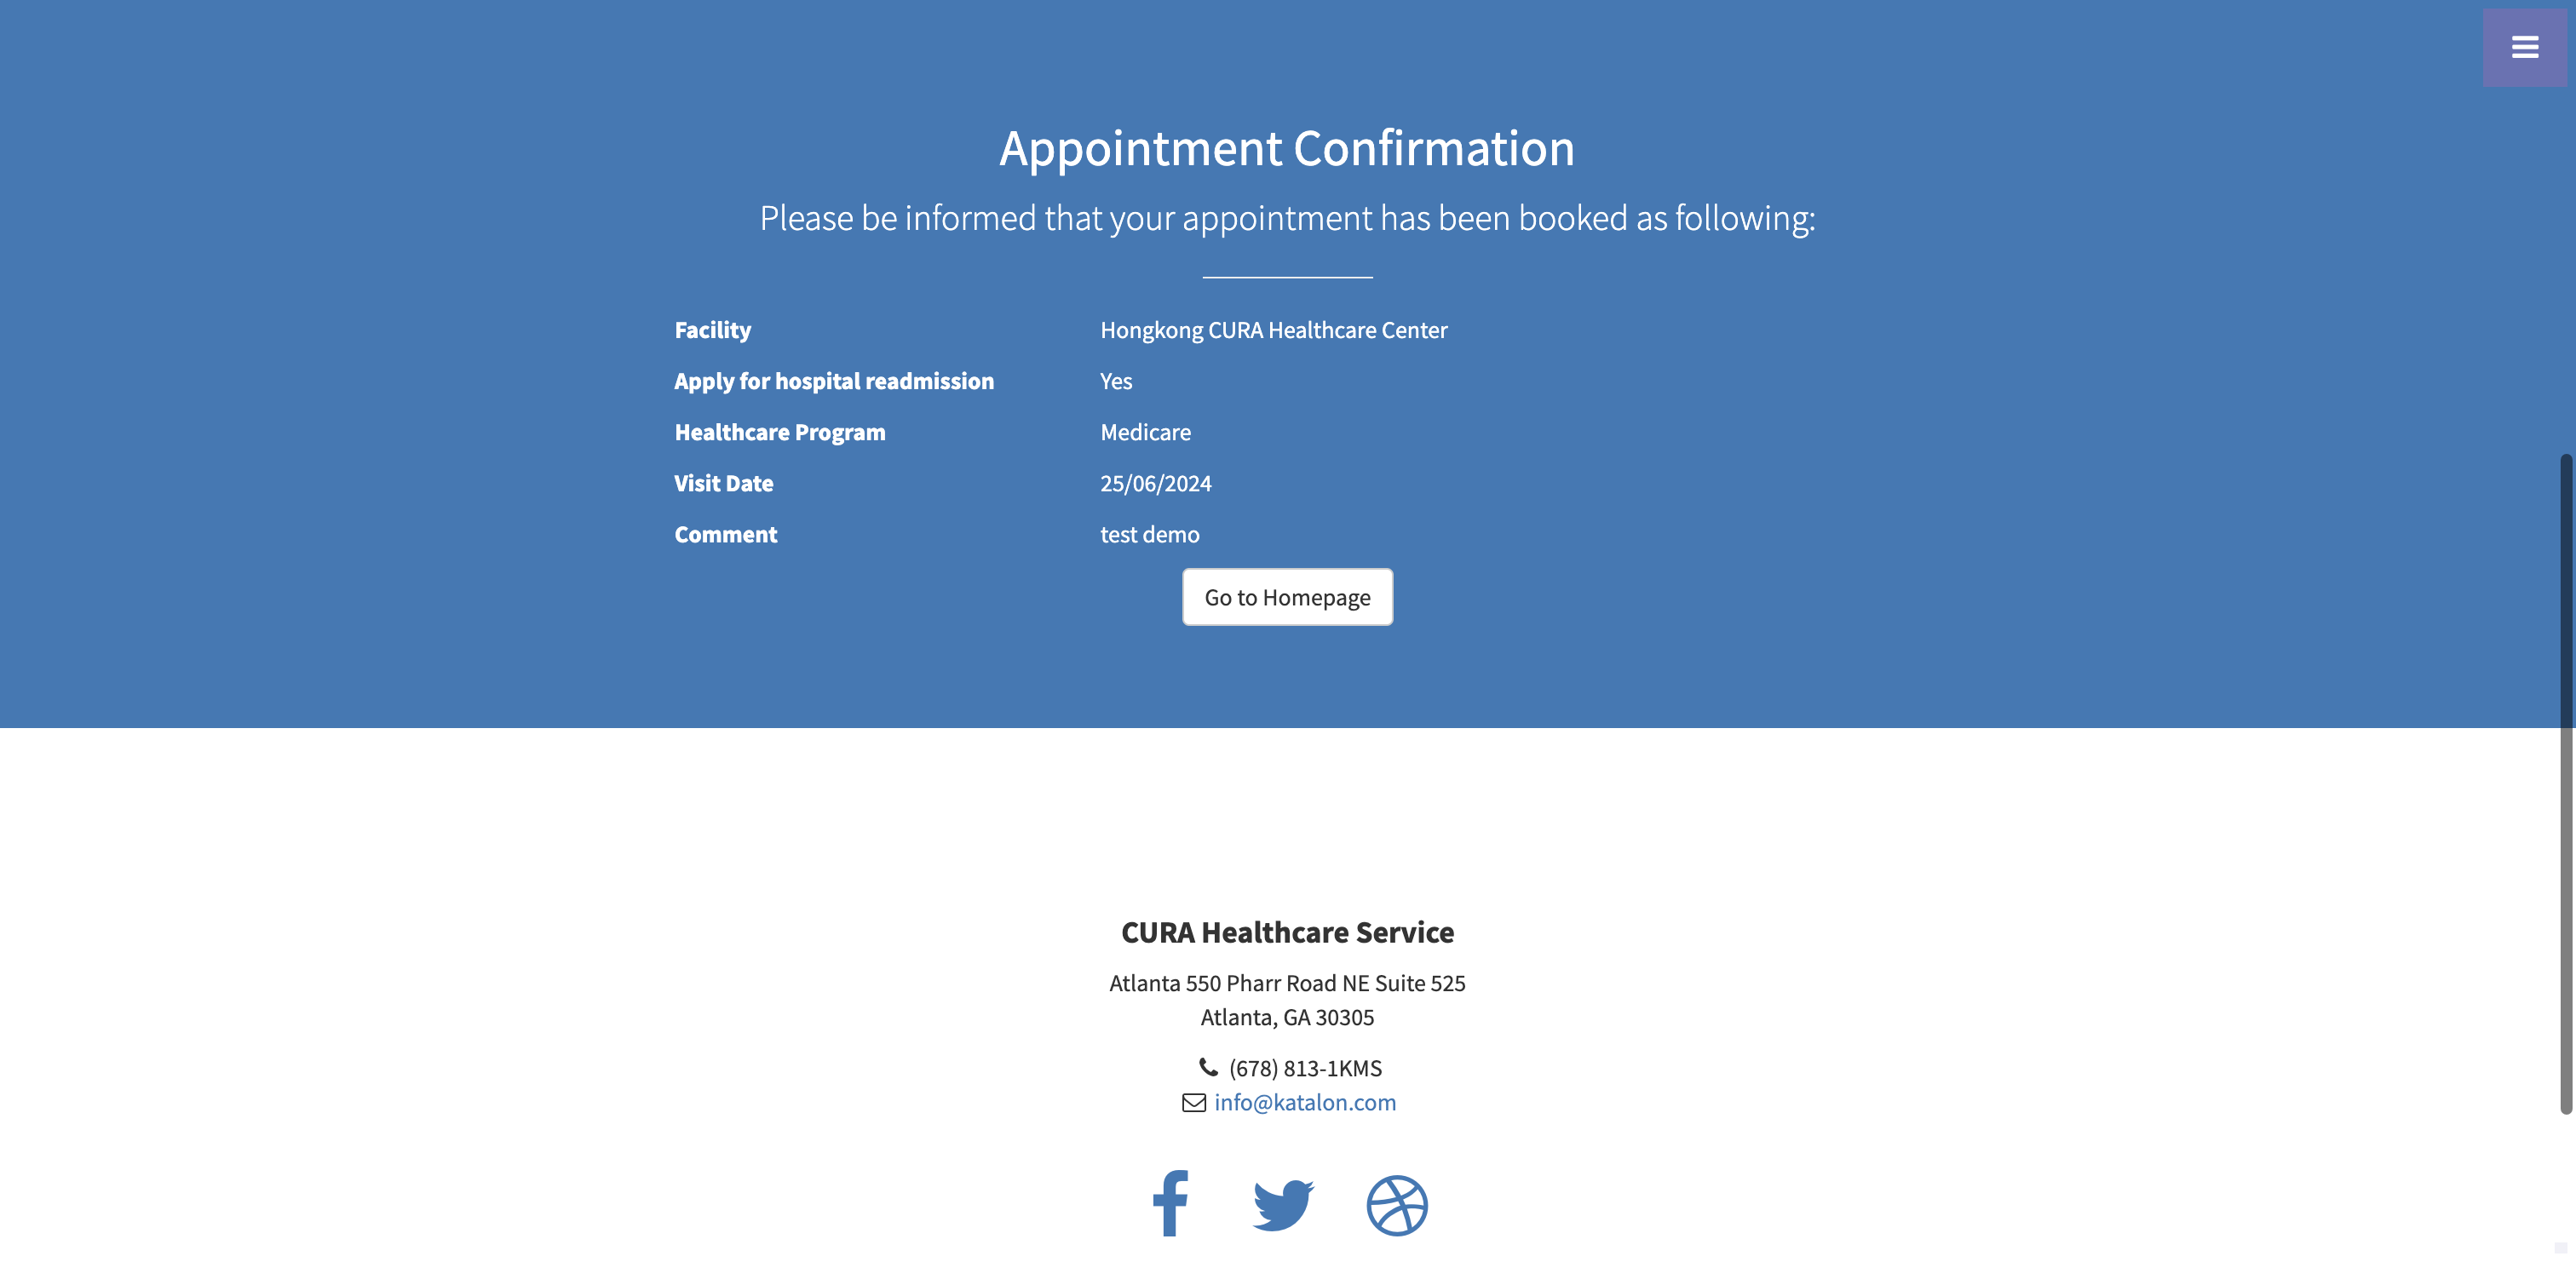 Appointment Confirmation
Please be informed that your appointment has been booked as following:
Facility Hongkong CURA Healthcare Center
Apply for hospital readmission Yes
Healthcare Program Medicare
Visit Date 25/06/2024
Comment test demo
Go to Homepage
CURA Healthcare Service
Atlanta 550 Pharr Road NE Suite 525
Atlanta, GA 30305
(678) 813-1KMS
info@katalon.com